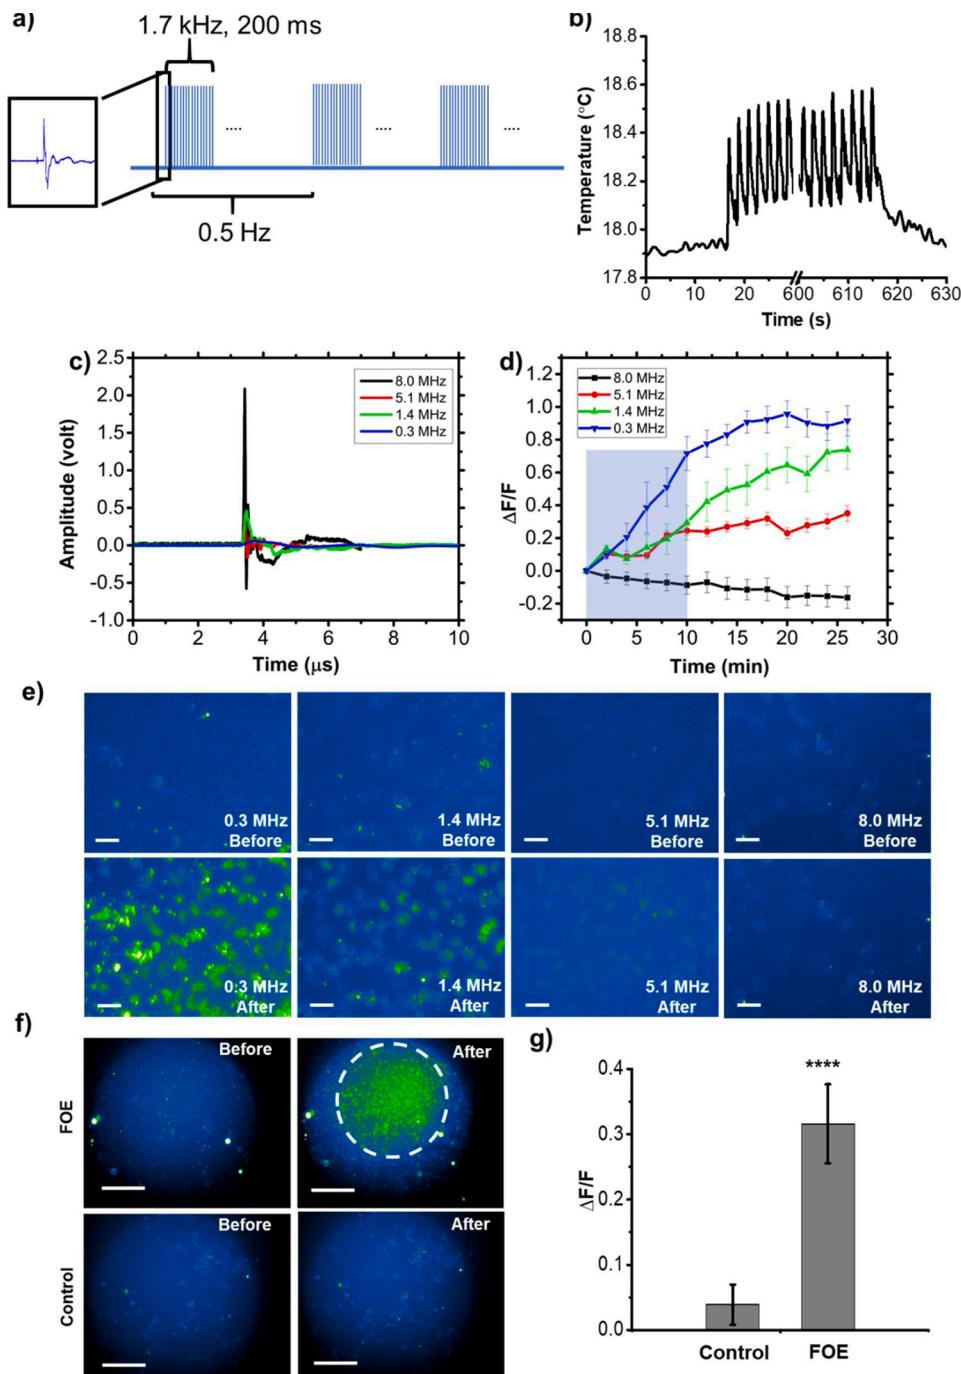 a)
1.7 kHz, 200 ms
....
....
....
0.5 Hz
b)
18.8
18.6
18.4
18.2
18.0
17.8
Temperature (°C)
0
10
20
600
610
620
630
Time (s)
c)
2.5
2.0
1.5
1.0
0.5
0.0
-0.5
-1.0
Amplitude (volt)
8.0 MHz
5.1 MHz
1.4 MHz
0.3 MHz
0
2
4
6
8
10
Time (μs)
d)
1.2
1.0
0.8
0.6
0.4
0.2
0.0
-0.2
ΔF/F
8.0 MHz
5.1 MHz
1.4 MHz
0.3 MHz
0
5
10
15
20
25
30
Time (min)
e)
0.3 MHz
Before
1.4 MHz
Before
5.1 MHz
Before
8.0 MHz
Before
0.3 MHz
After
1.4 MHz
After
5.1 MHz
After
8.0 MHz
After
f)
FOE
Before
After
Control
Before
After
g)
0.4
0.3
0.2
0.1
0.0
ΔF/F
****
Control
FOE